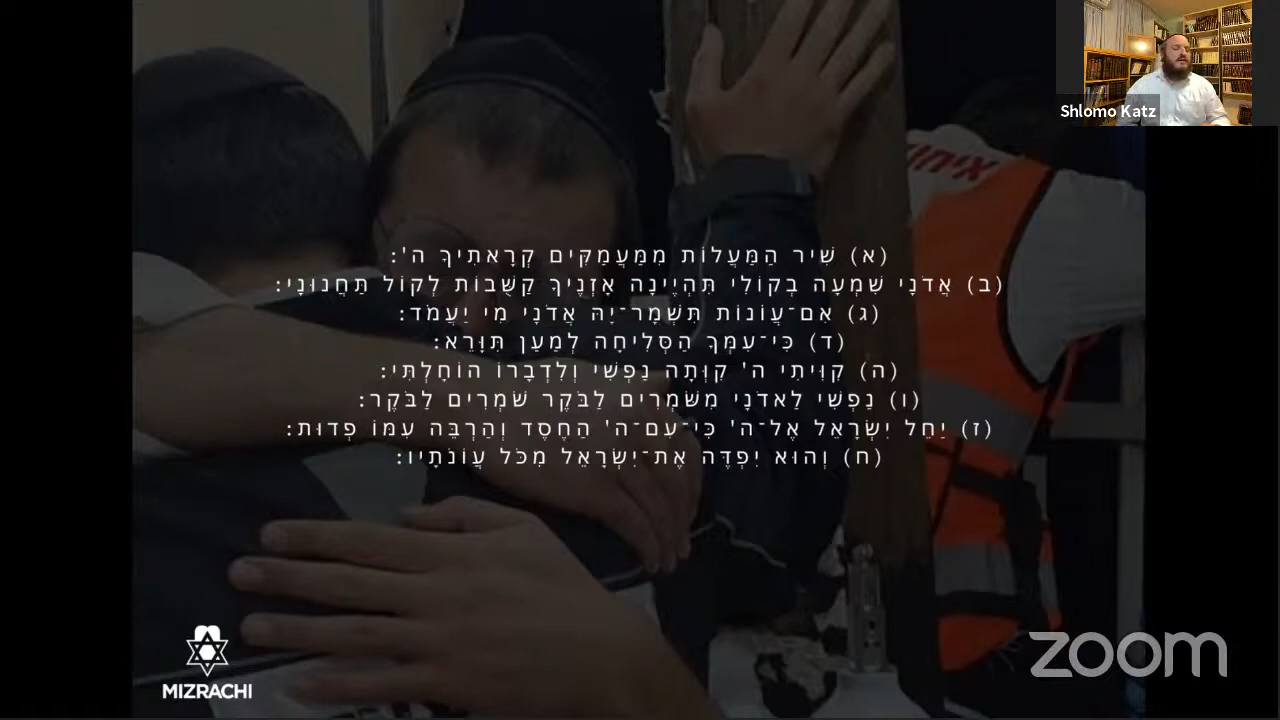 Shlomo Katz
איחו
(א) שִׁיר הַמַּעֲלוֹת מִמַּעֲמַקִּים קְרָאתִיךָ ה':
(ב) אֲדֹנָי שִׁמְעָה בְקוֹלִי תִּהְיֶינָה אׇזְנֶיךָ קַשֻּׁבוֹת לְקוֹל תַּחֲנוּנָי:
(ג) אִם־עֲוֺנוֹת תִּשְׁמׇר־יָהּ אֲדֹנָי מִי יַעֲמֹד:
(ד) כִּי־עִמְּךָ הַסְּלִיחָה לְמַעַן תִּוָּרֵא:
(ה) קִוִּיתִי ה' קִוְּתָה נַפְשִׁי וְלִדְבָרוֹ הוֹחָלְתִּי:
(ו) נַפְשִׁי לַאדֹנָי מִשֹּׁמְרִים לַבֹּקֶר שֹׁמְרִים לַבֹּקֶר:
(ז) יַחֵל יִשְׂרָאֵל אֶל־ה' כִּי־עִם־ה' הַחֶסֶד וְהַרְבֵּה עִמּוֹ פְדוּת:
(ח) וְהוּא יִפְדֶּה אֶת־יִשְׂרָאֵל מִכֹּל עֲוֺנֹתָיו:
MIZRACHI
zoom